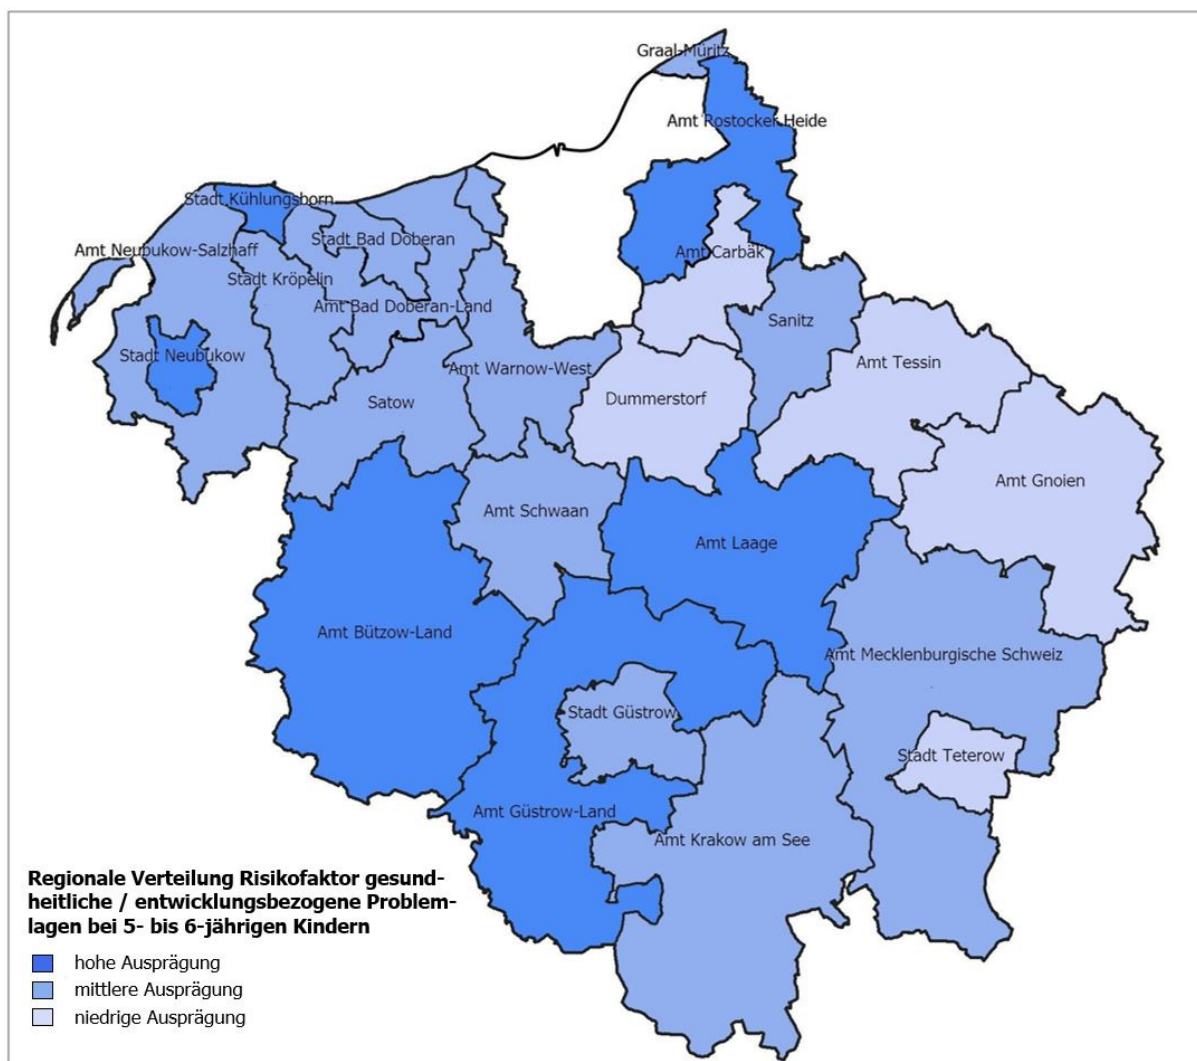 Graal-Müritz
Amt Rostocker Heide
Stadt Kühlungsborn
Stadt Bad Doberan
Amt Neubukow-Salzhaff
Amt Carbäk
Stadt Kröpelin
Amt Bad Doberan-Land
Sanitz
Stadt Neubukow
Amt Warnow-West
Amt Tessin
Satow
Dummerstorf
Amt Gnoien
Amt Schwaan
Amt Laage
Amt Bützow-Land
Amt Mecklenburgische Schweiz
Stadt Güstrow
Stadt Teterow
Amt Güstrow-Land
Amt Krakow am See
Regionale Verteilung Risikofaktor gesund-
heitliche / entwicklungsbezogene Problem-
lagen bei 5- bis 6-jährigen Kindern
hohe Ausprägung
mittlere Ausprägung
niedrige Ausprägung